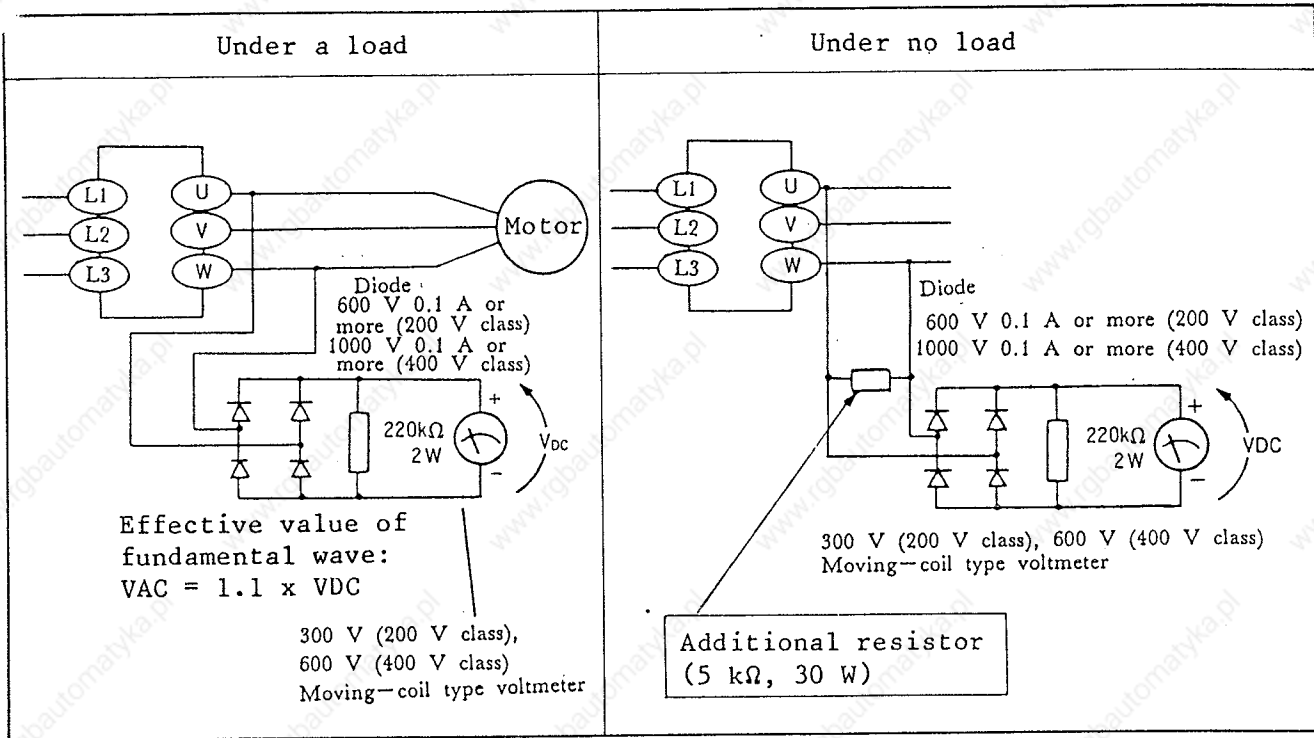 Under a load
L1
L2
L3
U
V
W
Motor
Diode
600 V 0.1 A or
more (200 V class)
1000 V 0.1 A or
more (400 V class)
220kΩ
2W
+
−
VDC
Effective value of
fundamental wave:
VAC = 1.1 x VDC
300 V (200 V class),
600 V (400 V class)
Moving-coil type voltmeter
Under no load
L1
L2
L3
U
V
W
Diode
600 V 0.1 A or more (200 V class)
1000 V 0.1 A or more (400 V class)
220kΩ
2W
+
−
VDC
300 V (200 V class), 600 V (400 V class)
Moving-coil type voltmeter
Additional resistor
(5 kΩ, 30 W)
www.rgbautomatyka.pl